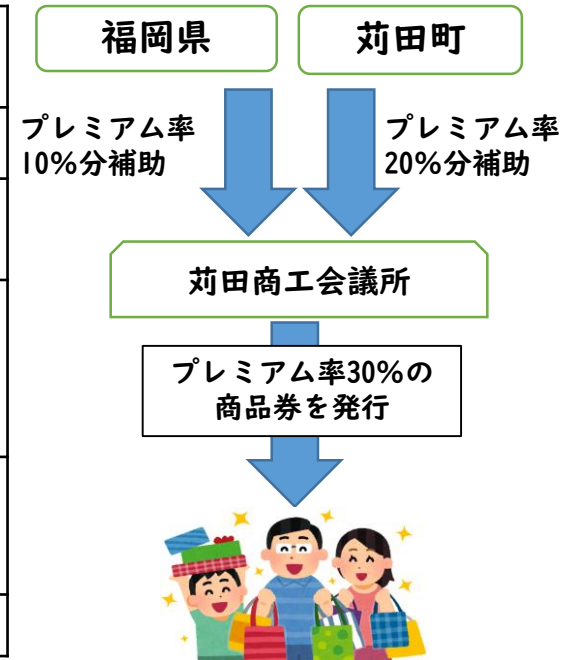 福岡県
苅田町
プレミアム率
10%分補助
プレミアム率
20%分補助
苅田商工会議所
プレミアム率30%の
商品券を発行